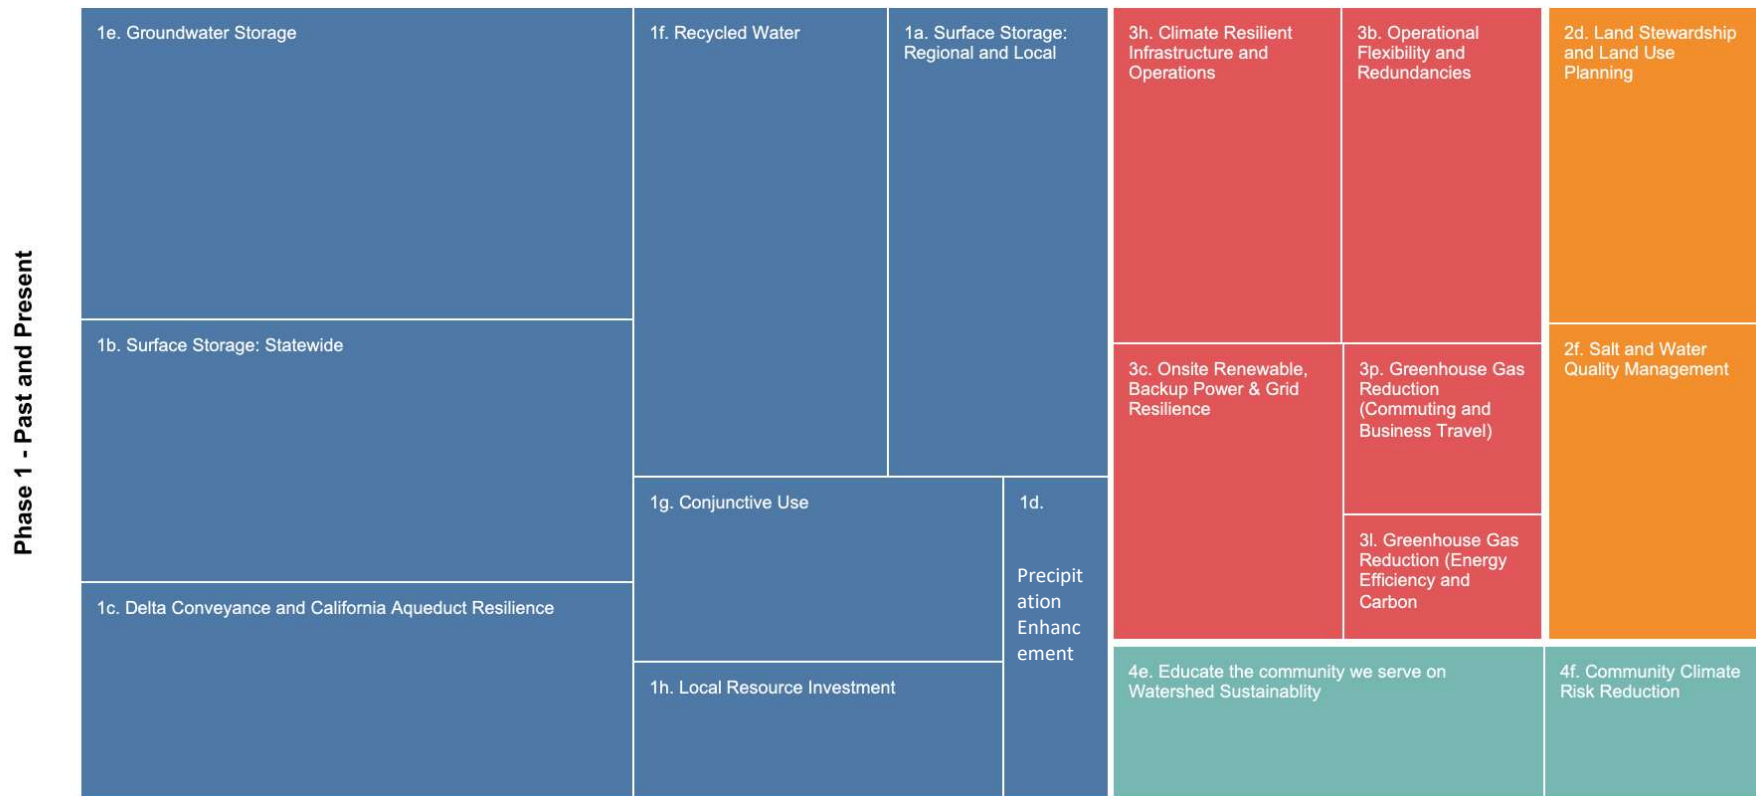 Phase 1 - Past and Present
1e. Groundwater Storage
1b. Surface Storage: Statewide
1c. Delta Conveyance and California Aqueduct Resilience
1f. Recycled Water
1a. Surface Storage:
Regional and Local
1g. Conjunctive Use
1d.
Precipit
ation
Enhanc
ement
1h. Local Resource Investment
3h. Climate Resilient
Infrastructure and
Operations
3b. Operational
Flexibility and
Redundancies
3c. Onsite Renewable,
Backup Power & Grid
Resilience
3p. Greenhouse Gas
Reduction
(Commuting and
Business Travel)
3l. Greenhouse Gas
Reduction (Energy
Efficiency and
Carbon
2d. Land Stewardship
and Land Use
Planning
2f. Salt and Water
Quality Management
4e. Educate the community we serve on
Watershed Sustainablity
4f. Community Climate
Risk Reduction